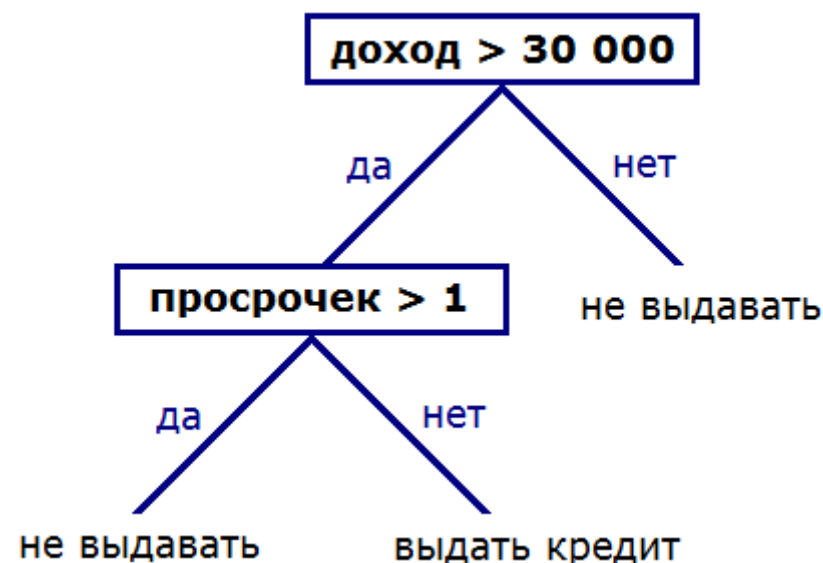 доход > 30 000
да
нет
просрочек > 1
не выдавать
да
нет
не выдавать
выдать кредит